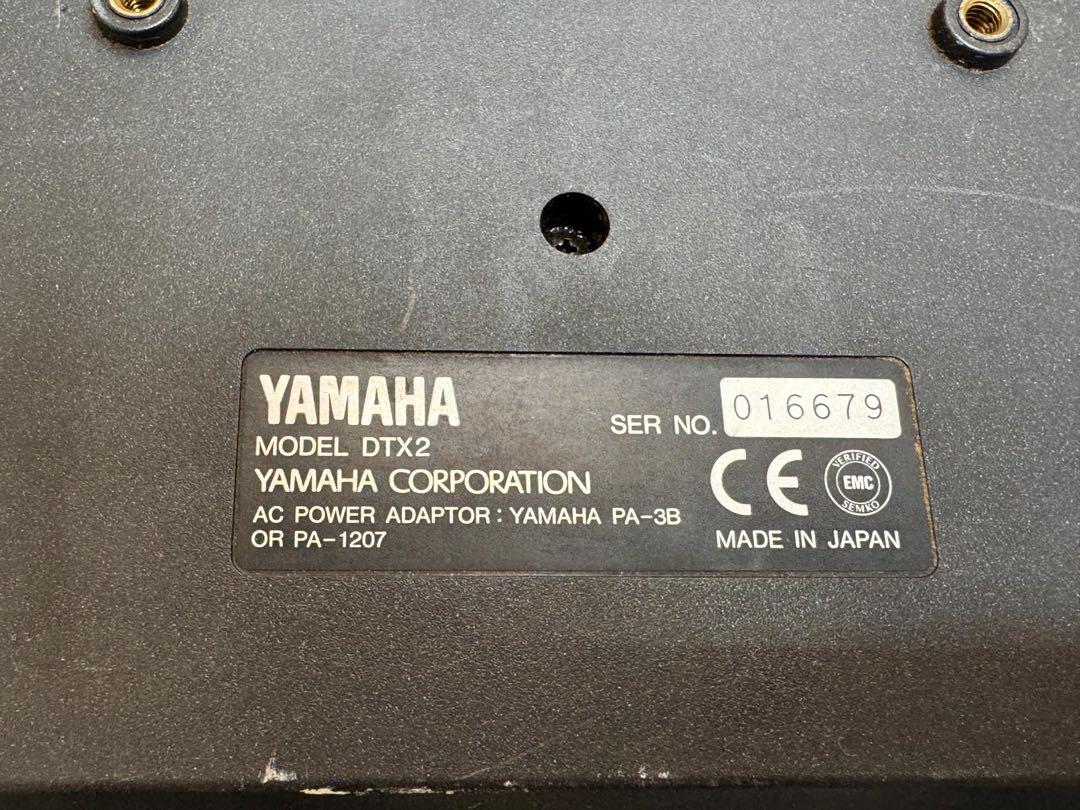 YAMAHA
SER NO. 016679
MODEL DTX2
YAMAHA CORPORATION
AC POWER ADAPTOR: YAMAHA PA-3B
OR PA-1207
CE
VERIFIED
EMC
SEMKO
MADE IN JAPAN